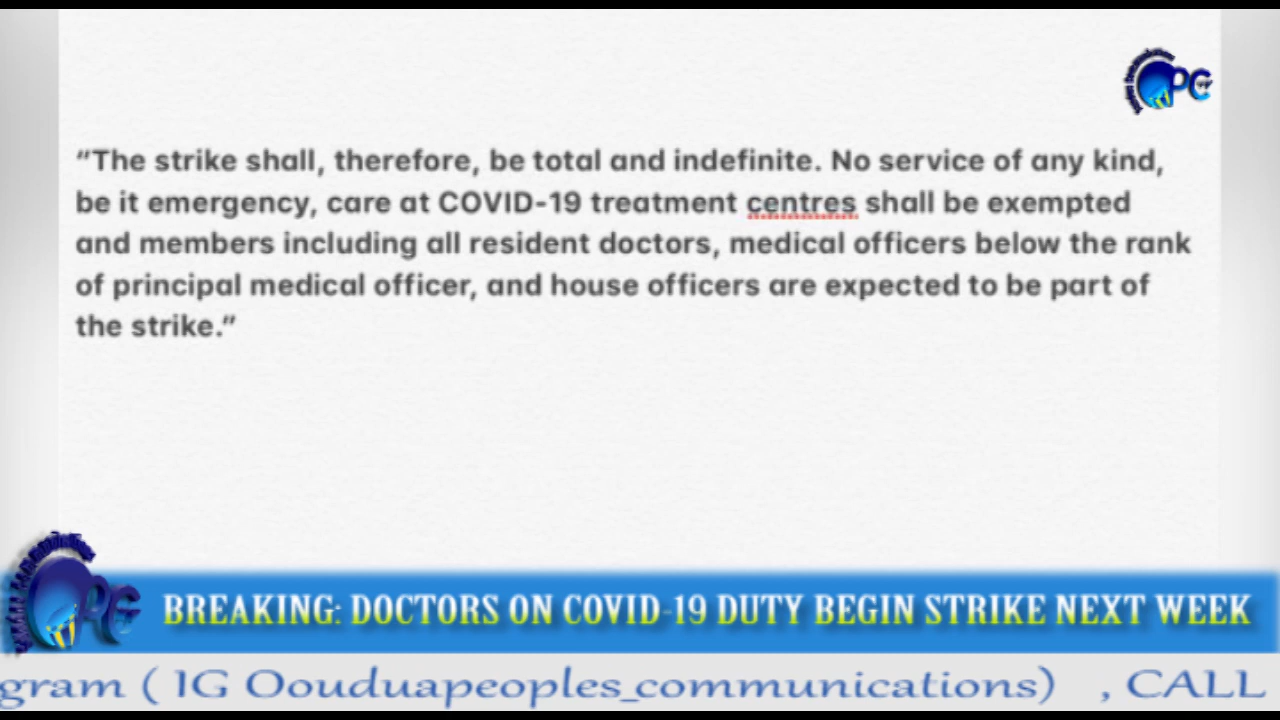 PC
“The strike shall, therefore, be total and indefinite. No service of any kind,
be it emergency, care at COVID-19 treatment centres shall be exempted
and members including all resident doctors, medical officers below the rank
of principal medical officer, and house officers are expected to be part of
the strike.”
PC
BREAKING: DOCTORS ON COVID-19 DUTY BEGIN STRIKE NEXT WEEK
gram ( IG Oouduapeoples_communications) , CALL